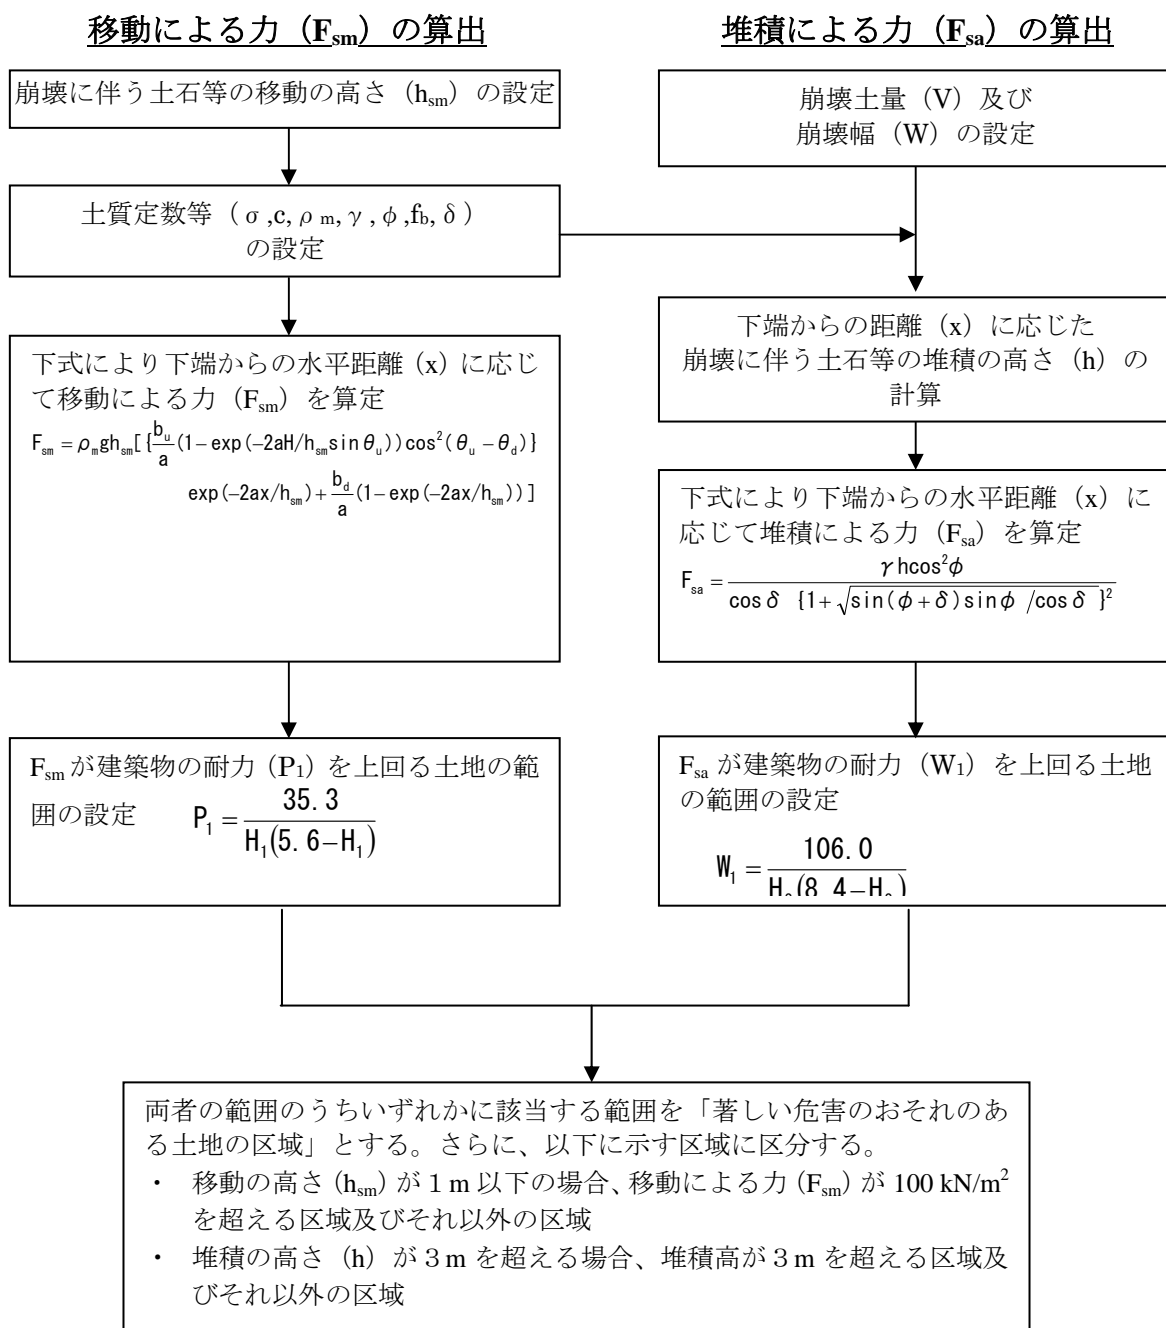 移動による力（Fsm）の算出
崩壊に伴う土石等の移動の高さ（hsm）の設定
土質定数等（σ,c,ρm,γ,φ,fb,δ）
の設定
下式により下端からの水平距離（x）に応じ
て移動による力（Fsm）を算定
Fsm＝ρmghsm[{bu/a(1−exp(−2aH/hsmsinθu))cos²(θu−θd)}
exp(−2ax/hsm)+bd/a(1−exp(−2ax/hsm))]
Fsm が建築物の耐力（P1）を上回る土地の範
囲の設定 P1＝35.3/H1(5.6−H1)
堆積による力（Fsa）の算出
崩壊土量（V）及び
崩壊幅（W）の設定
下端からの距離（x）に応じた
崩壊に伴う土石等の堆積の高さ（h）の
計算
下式により下端からの水平距離（x）に
応じて堆積による力（Fsa）を算定
Fsa＝γhcos²φ/cosδ {1+√sin(φ+δ)sinφ/cosδ}²
Fsa が建築物の耐力（W1）を上回る土地
の範囲の設定
W1＝106.0/H2(8.4−H2)
両者の範囲のうちいずれかに該当する範囲を「著しい危害のおそれのあ
る土地の区域」とする。さらに、以下に示す区域に区分する。
・ 移動の高さ（hsm）が１m 以下の場合、移動による力（Fsm）が 100 kN/m²
を超える区域及びそれ以外の区域
・ 堆積の高さ（h）が３m を超える場合、堆積高が３m を超える区域及
びそれ以外の区域